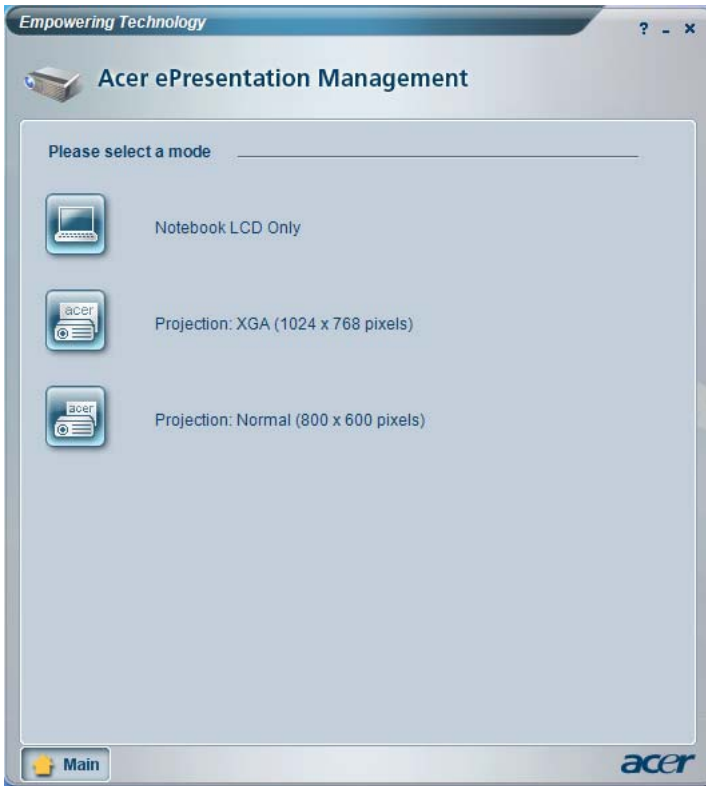 Empowering Technology
? - ×
Acer ePresentation Management
Please select a mode
Notebook LCD Only
acer
Projection: XGA (1024 x 768 pixels)
acer
Projection: Normal (800 x 600 pixels)
Main
acer